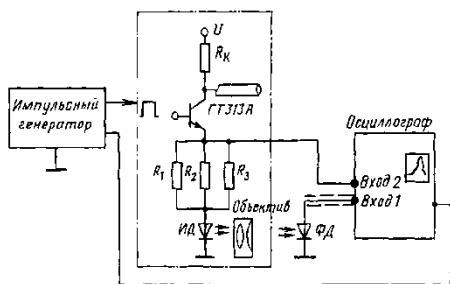 U
R_K
ГТ313А
Импульсный
генератор
Осциллограф
R_1
R_2
R_3
Вход 2
Вход 1
Объектив
ИД
ФД